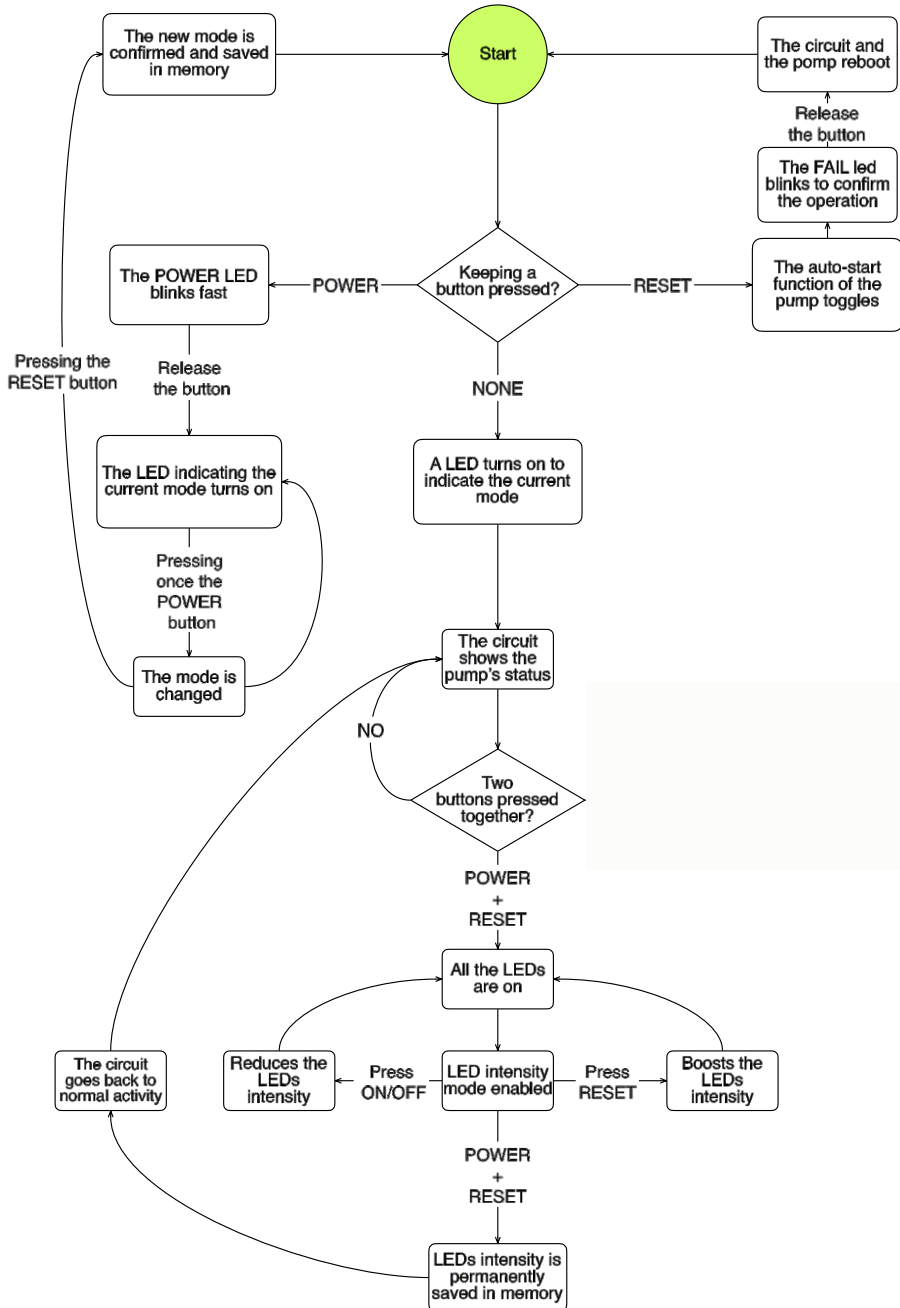 The new mode is
confirmed and saved
in memory
Start
The circuit and
the pomp reboot
Release
the button
The FAIL led
blinks to confirm
the operation
The POWER LED
blinks fast
POWER
Keeping a
button pressed?
RESET
The auto-start
function of the
pump toggles
Pressing the
RESET button
Release
the button
NONE
The LED indicating the
current mode turns on
A LED turns on to
indicate the current
mode
Pressing
once the
POWER
button
The mode is
changed
The circuit
shows the
pump's status
NO
Two
buttons pressed
together?
POWER
+
RESET
All the LEDs
are on
The circuit
goes back to
normal activity
Reduces the
LEDs
intensity
Press
ON/OFF
LED intensity
mode enabled
Press
RESET
Boosts the
LEDs
intensity
POWER
+
RESET
LEDs intensity is
permanently
saved in memory